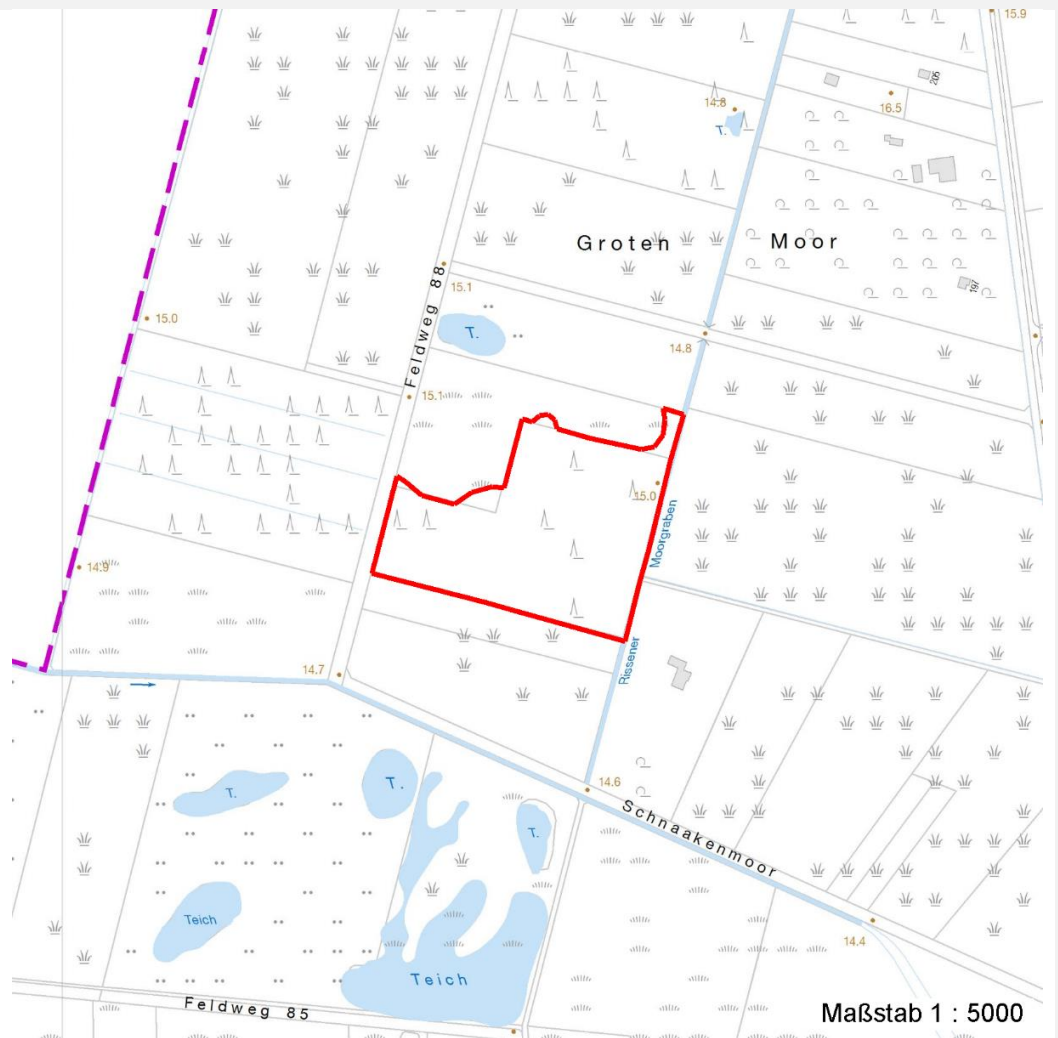 15.9
205
16.5
14.8
T.
Groten Moor
15.1
197
15.0
T.
14.8
Feldweg 88
15.1
15.0
Moorgraben
14.9
Rissener
14.7
T.
T.
14.6
Schnaakenmoor
T.
Teich
14.4
Teich
Feldweg 85
Maßstab 1 : 5000